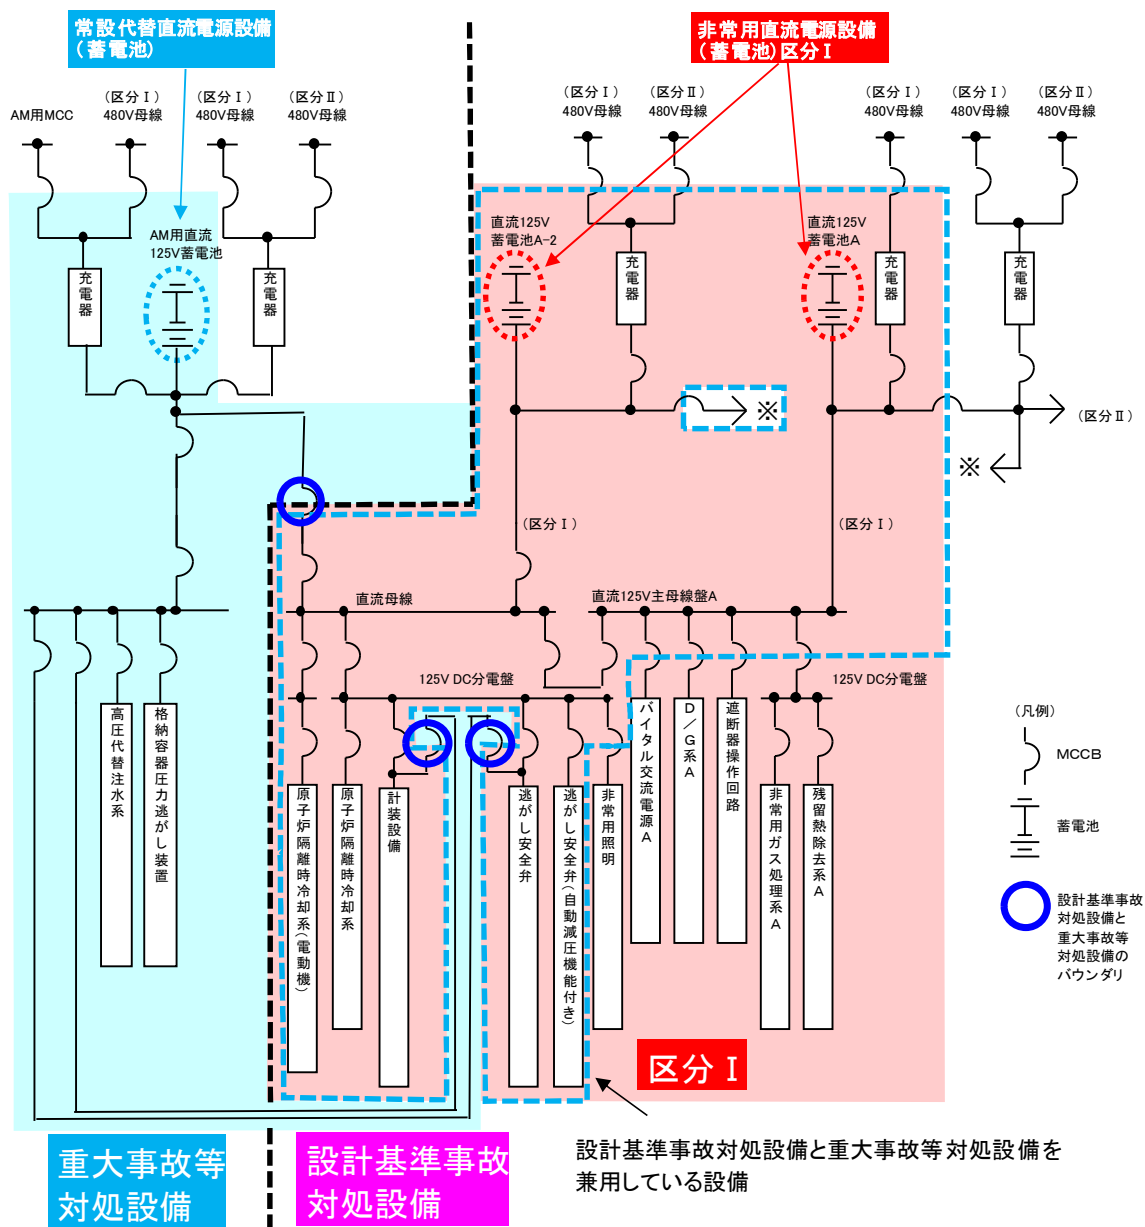 常設代替直流電源設備
(蓄電池)
非常用直流電源設備
(蓄電池)区分Ⅰ
AM用MCC
(区分Ⅰ)
480V母線
(区分Ⅰ)
480V母線
(区分Ⅱ)
480V母線
(区分Ⅰ)
480V母線
(区分Ⅱ)
480V母線
(区分Ⅰ)
480V母線
(区分Ⅰ)
480V母線
(区分Ⅱ)
480V母線
AM用直流
125V蓄電池
直流125V
蓄電池A-2
直流125V
蓄電池A
充電器
充電器
充電器
充電器
充電器
※
(区分Ⅱ)
※
(区分Ⅰ)
(区分Ⅰ)
直流母線
直流125V主母線盤A
125V DC分電盤
125V DC分電盤
高圧代替注水系
格納容器圧力逃がし装置
原子炉隔離時冷却系(電動機)
原子炉隔離時冷却系
計装設備
逃がし安全弁
逃がし安全弁(自動減圧機能付き)
非常用照明
バイタル交流電源A
D/G系A
遮断器操作回路
非常用ガス処理系A
残留熱除去系A
(凡例)
MCCB
蓄電池
設計基準事故
対処設備と
重大事故等
対処設備の
バウンダリ
区分Ⅰ
設計基準事故対処設備と重大事故等対処設備を
兼用している設備
重大事故等
対処設備
設計基準事故
対処設備